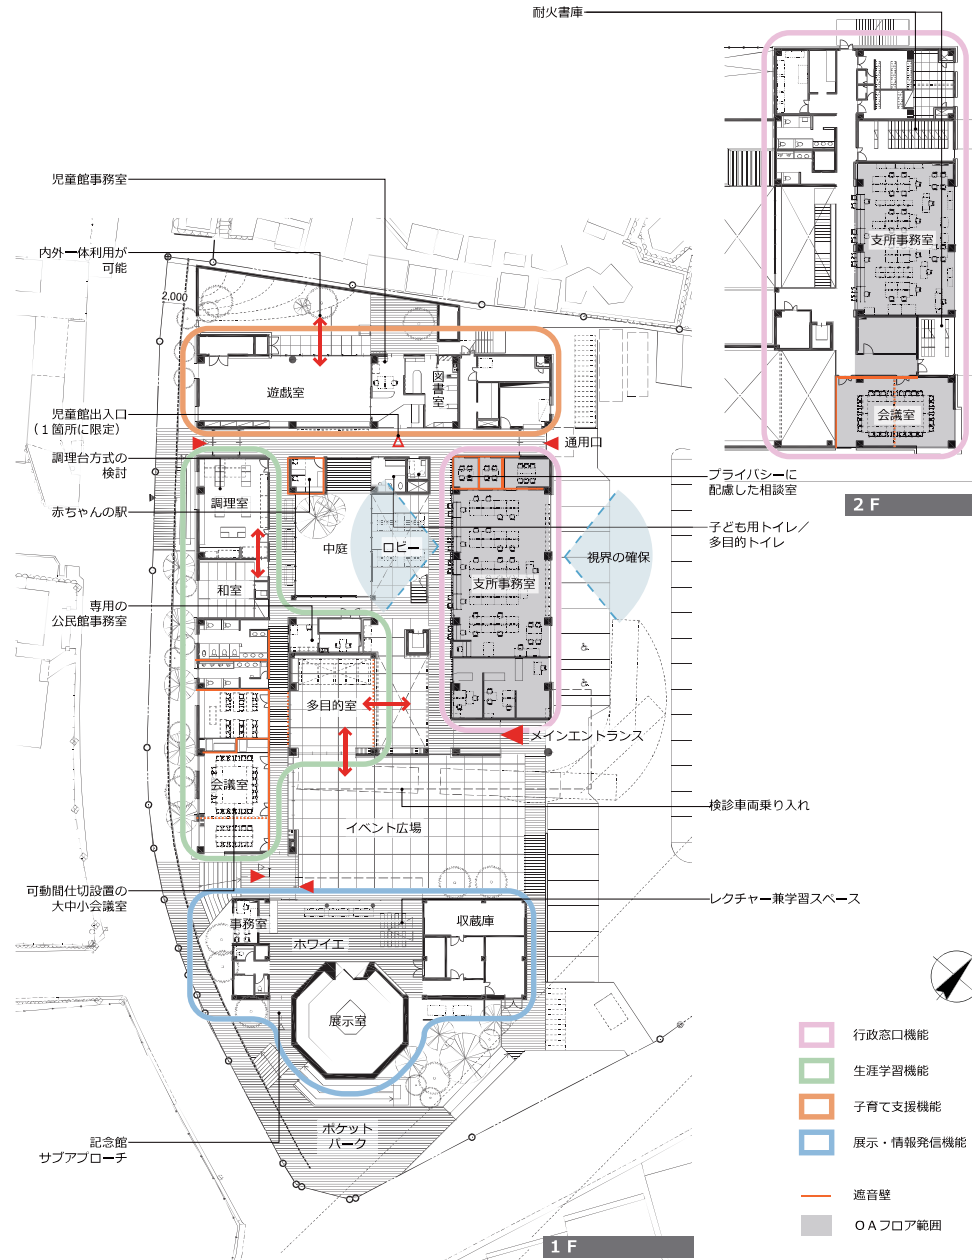 耐火書庫
児童館事務室
内外一体利用が
可能
2,000
支所事務室
会議室
2F
遊戯室
図書室
児童館出入口
（１箇所に限定）
通用口
調理台方式の
検討
調理室
赤ちゃんの駅
中庭
ロビー
プライバシーに
配慮した相談室
子ども用トイレ／
多目的トイレ
視界の確保
支所事務室
和室
専用の
公民館事務室
多目的室
メインエントランス
会議室
検診車両乗り入れ
イベント広場
可動間仕切設置の
大中小会議室
レクチャー兼学習スペース
事務室
ホワイエ
収蔵庫
展示室
ポケット
パーク
記念館
サブアプローチ
行政窓口機能
生涯学習機能
子育て支援機能
展示・情報発信機能
遮音壁
ＯＡフロア範囲
1F